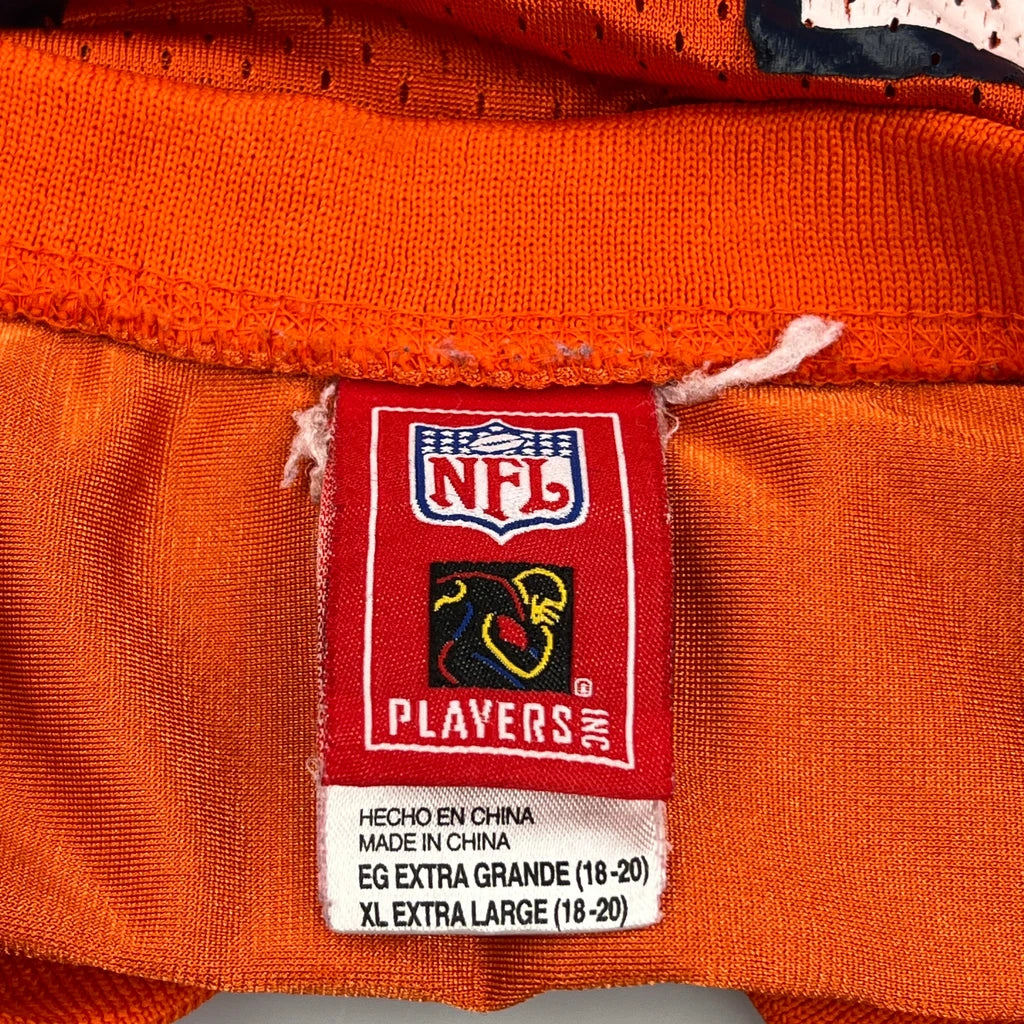 NFL
PLAYERS INC
HECHO EN CHINA
MADE IN CHINA
EG EXTRA GRANDE (18-20)
XL EXTRA LARGE (18-20)